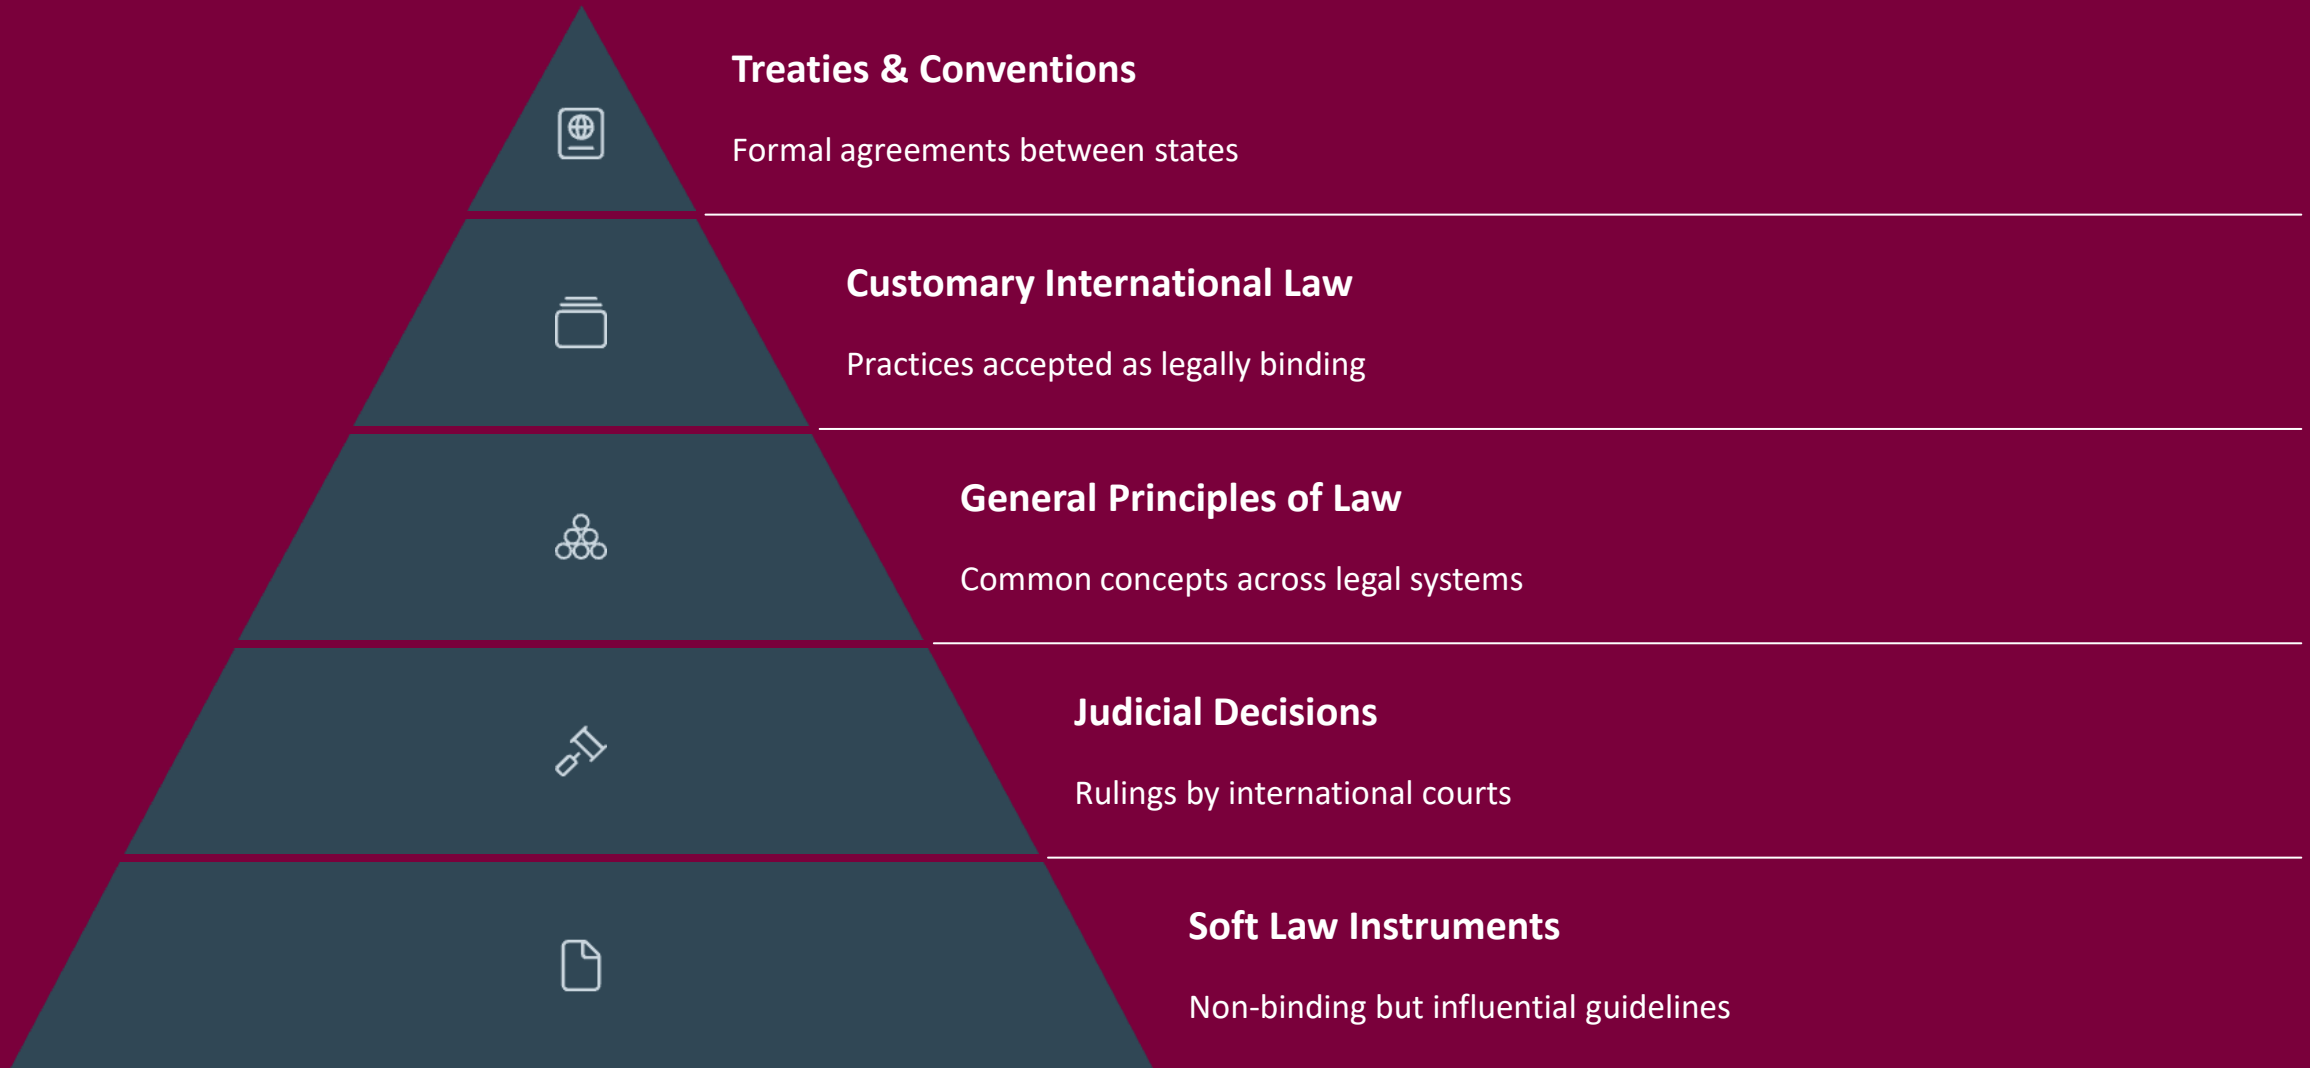 Treaties & Conventions
Formal agreements between states
Customary International Law
Practices accepted as legally binding
General Principles of Law
Common concepts across legal systems
Judicial Decisions
Rulings by international courts
Soft Law Instruments
Non-binding but influential guidelines